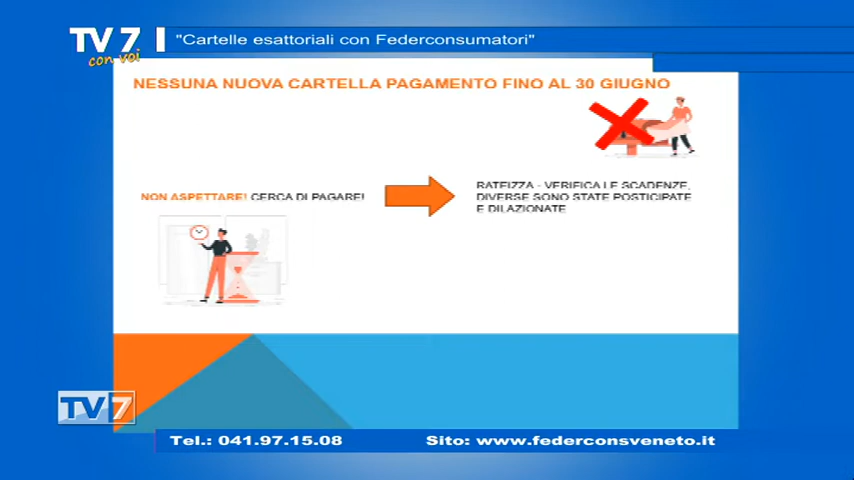 TV7
con voi
"Cartelle esattoriali con Federconsumatori"
NESSUNA NUOVA CARTELLA PAGAMENTO FINO AL 30 GIUGNO
NON ASPETTARE! CERCA DI PAGARE!
RATEIZZA - VERIFICA LE SCADENZE,
DIVERSE SONO STATE POSTICIPATE
E DILAZIONATE
TV7
Tel.: 041.97.15.08
Sito: www.federconsveneto.it